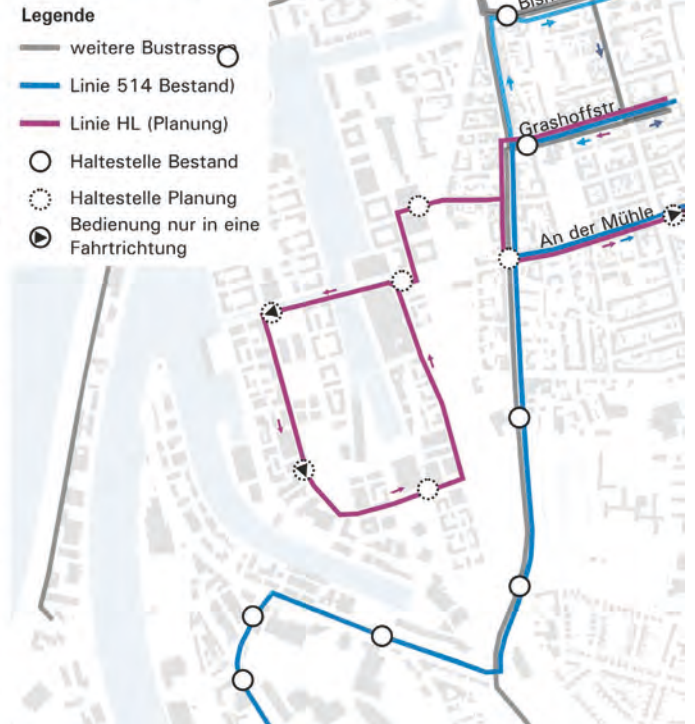 Legende
weitere Bustrassen
Linie 514 Bestand)
Linie HL (Planung)
Haltestelle Bestand
Haltestelle Planung
Bedienung nur in eine
Fahrtrichtung
Grashoffstr.
An der Mühle